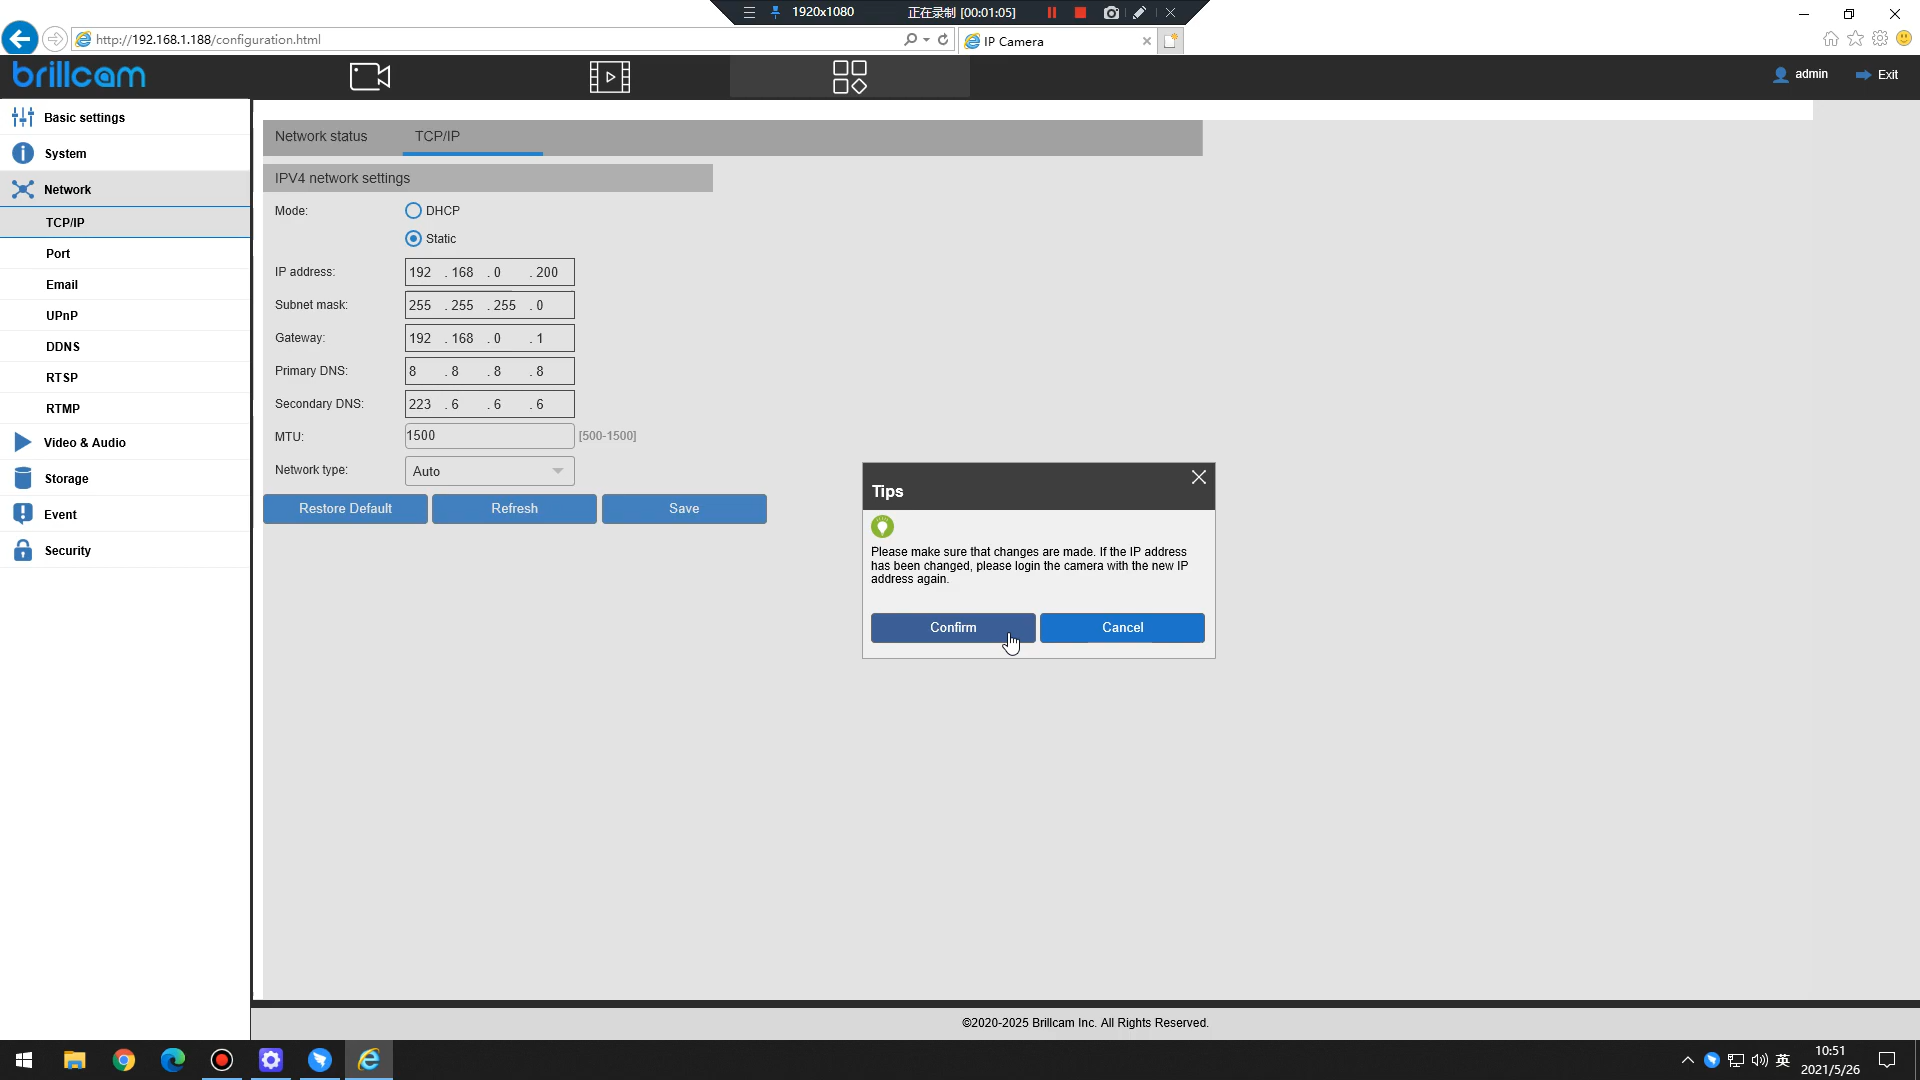 1920x1080 正在录制 [00:01:05]
http://192.168.1.188/configuration.html
IP Camera
brillcam
admin
Exit
Basic settings
System
Network
TCP/IP
Port
Email
UPnP
DDNS
RTSP
RTMP
Video & Audio
Storage
Event
Security
Network status TCP/IP
IPV4 network settings
Mode: DHCP
Static
IP address: 192 . 168 . 0 . 200
Subnet mask: 255 . 255 . 255 . 0
Gateway: 192 . 168 . 0 . 1
Primary DNS: 8 . 8 . 8 . 8
Secondary DNS: 223 . 6 . 6 . 6
MTU: 1500 [500-1500]
Network type: Auto
Restore Default Refresh Save
Tips
Please make sure that changes are made. If the IP address
has been changed, please login the camera with the new IP
address again.
Confirm Cancel
©2020-2025 Brillcam Inc. All Rights Reserved.
英
10:51
2021/5/26